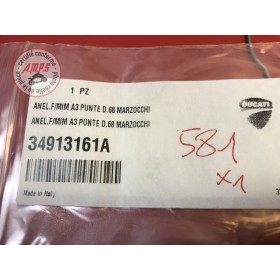 1 PZ
ANEL.F/MIM A3 PUNTE D.68 MARZOCCHI
ANEL.F/MIM A3 PUNTE D.68 MARZOCCHI
DUCATI
34913161A
581
x1
Made in Italy
A.M.P.S